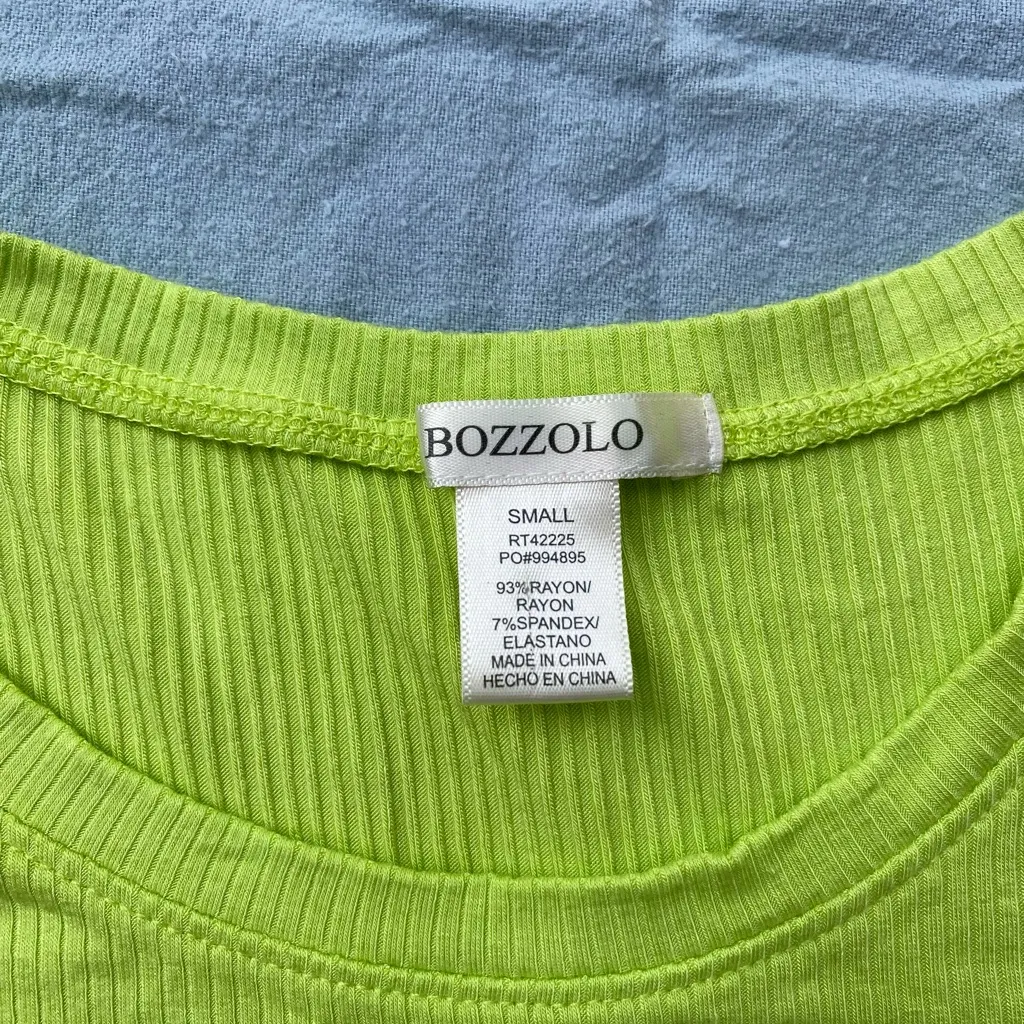 BOZZOLO
SMALL
RT42225
PO#994895
93%RAYON/
RAYON
7%SPANDEX/
ELASTANO
MADE IN CHINA
HECHO EN CHINA